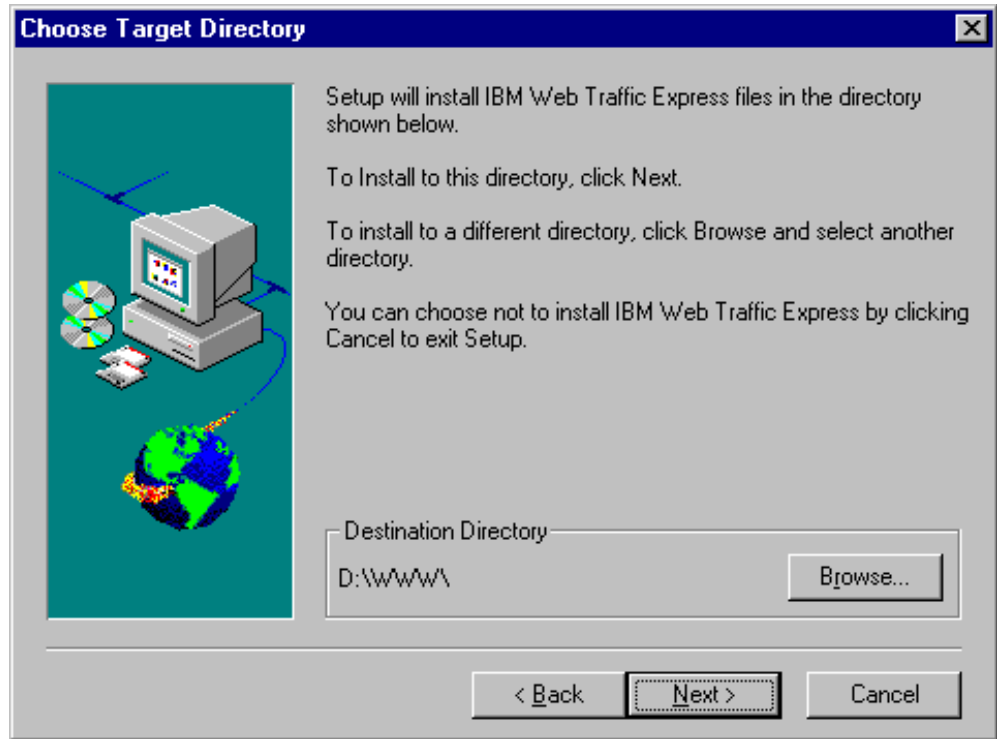 Choose Target Directory
Setup will install IBM Web Traffic Express files in the directory
shown below.
To Install to this directory, click Next.
To install to a different directory, click Browse and select another
directory.
You can choose not to install IBM Web Traffic Express by clicking
Cancel to exit Setup.
Destination Directory
D:\WWW\
Browse...
< Back
Next >
Cancel